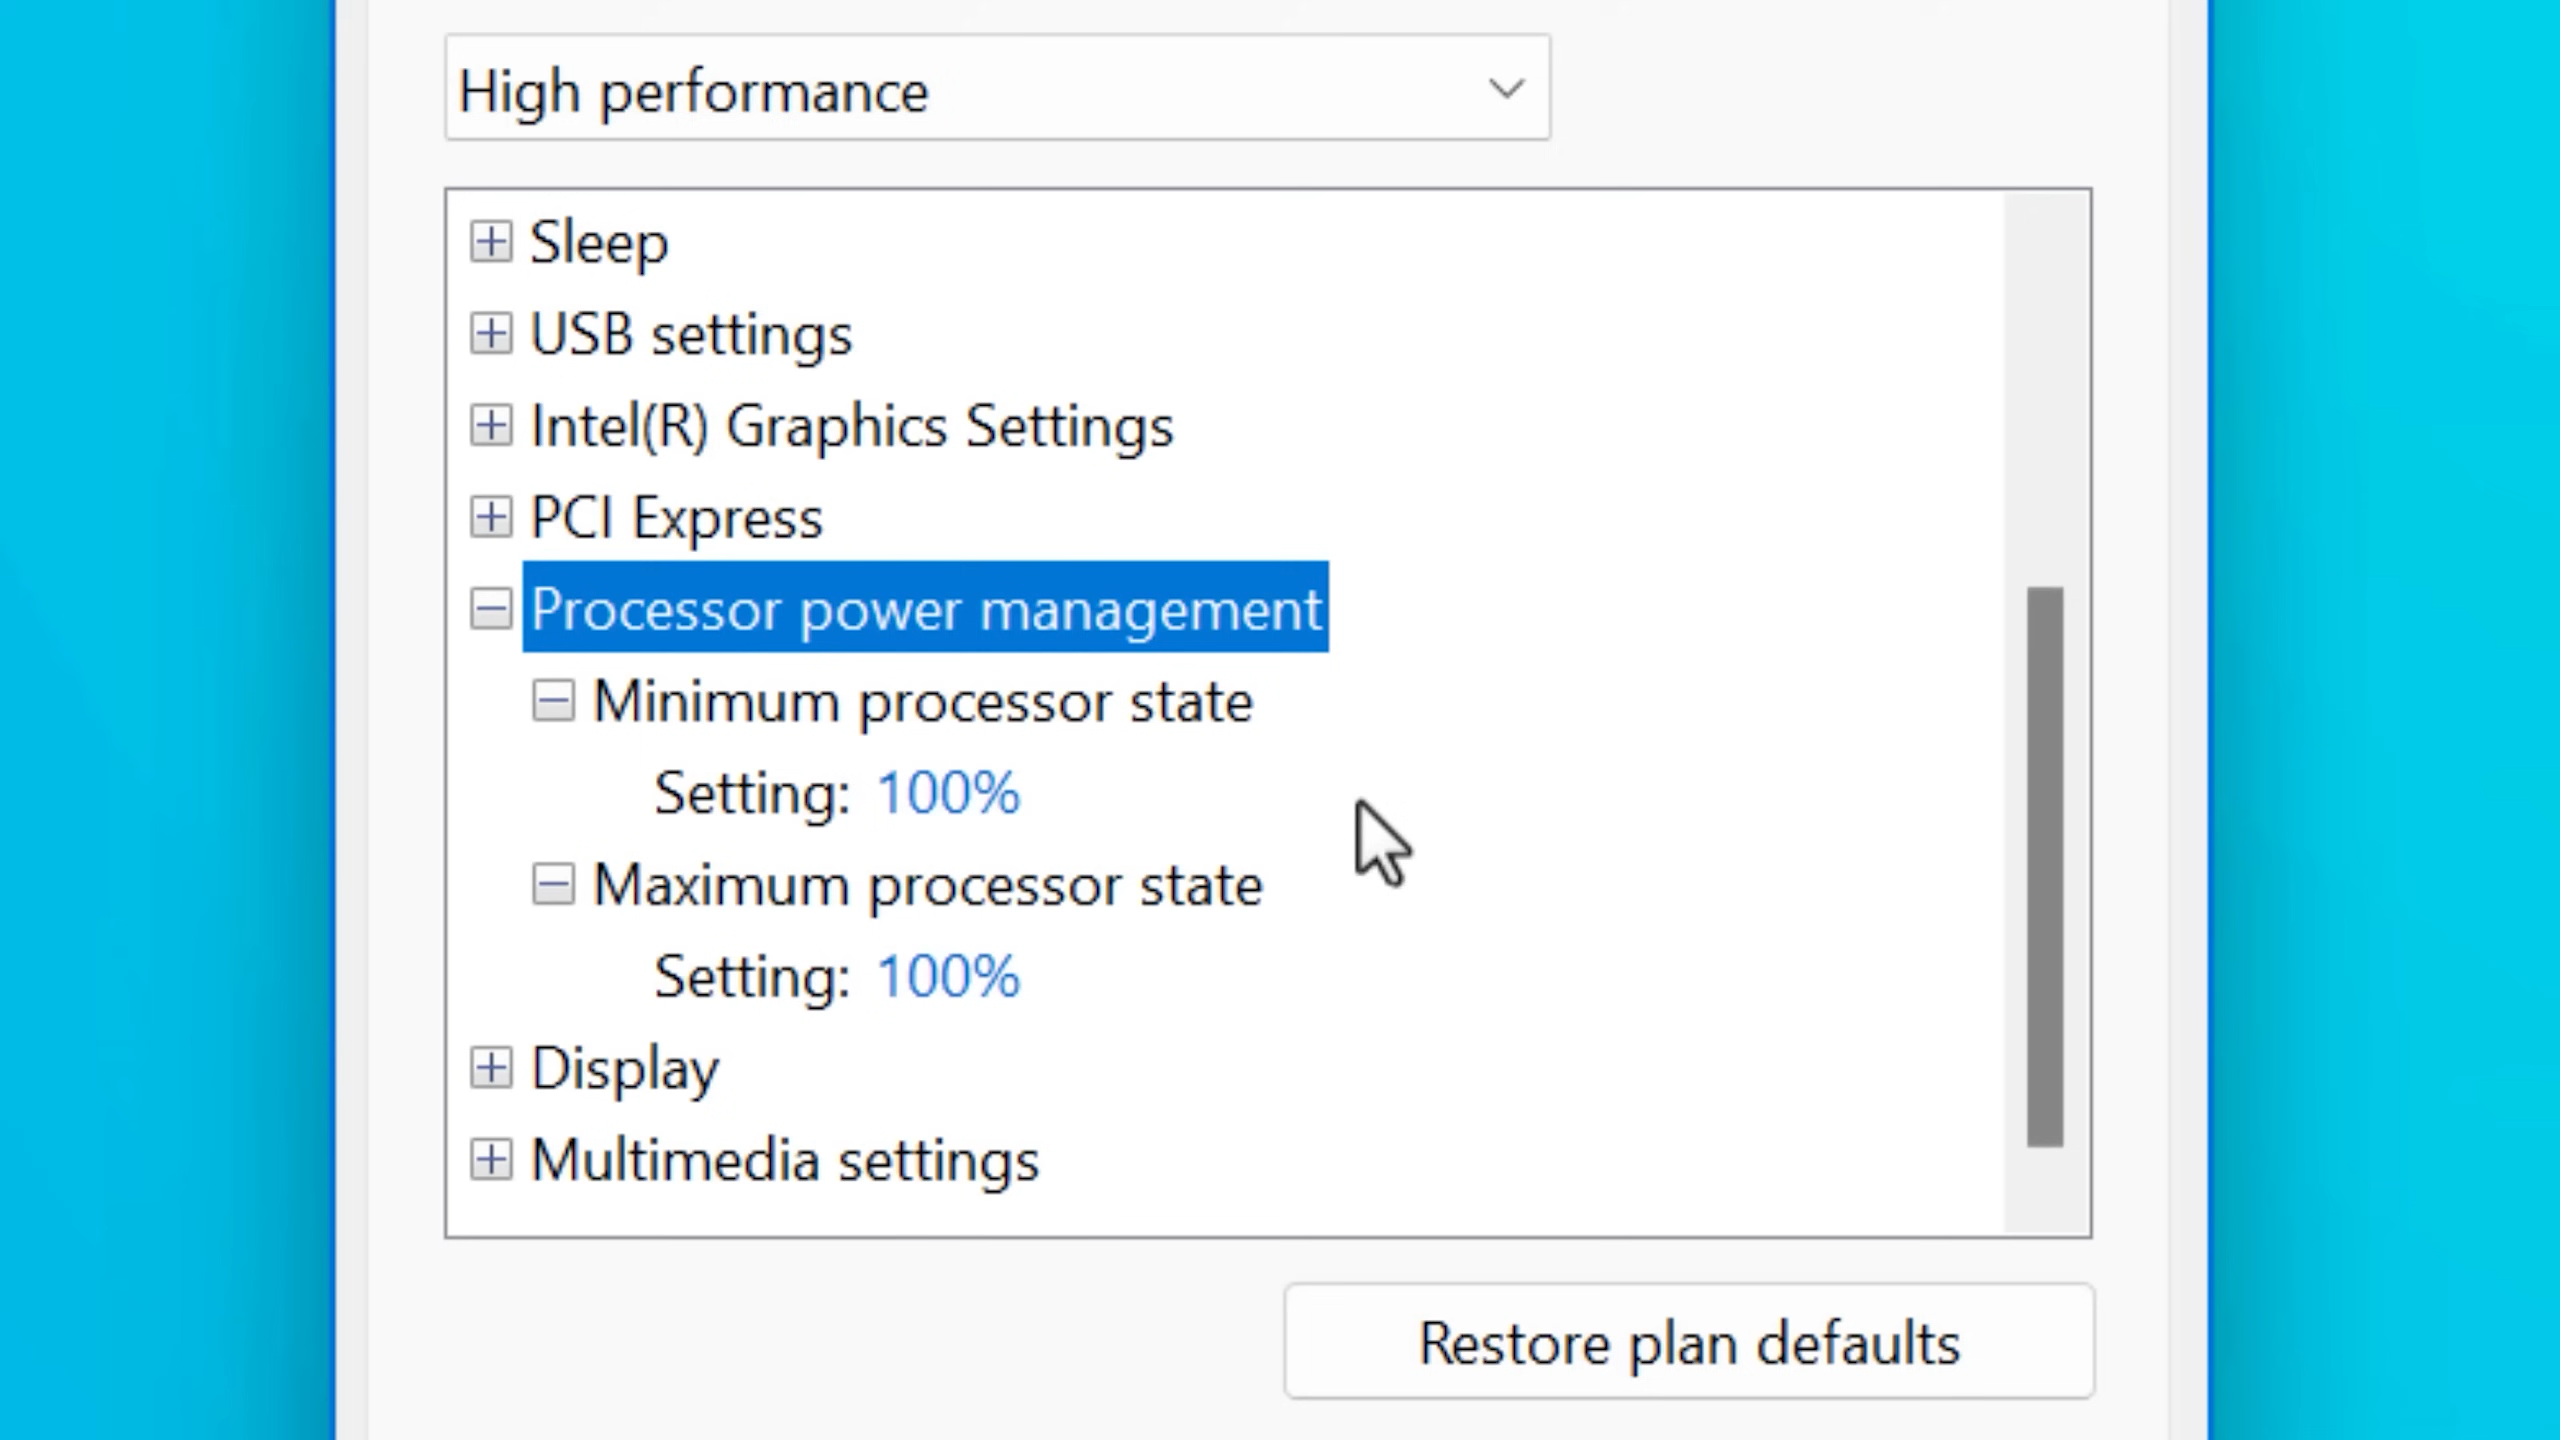 High performance
Sleep
USB settings
Intel(R) Graphics Settings
PCI Express
Processor power management
Minimum processor state
Setting: 100%
Maximum processor state
Setting: 100%
Display
Multimedia settings
Restore plan defaults